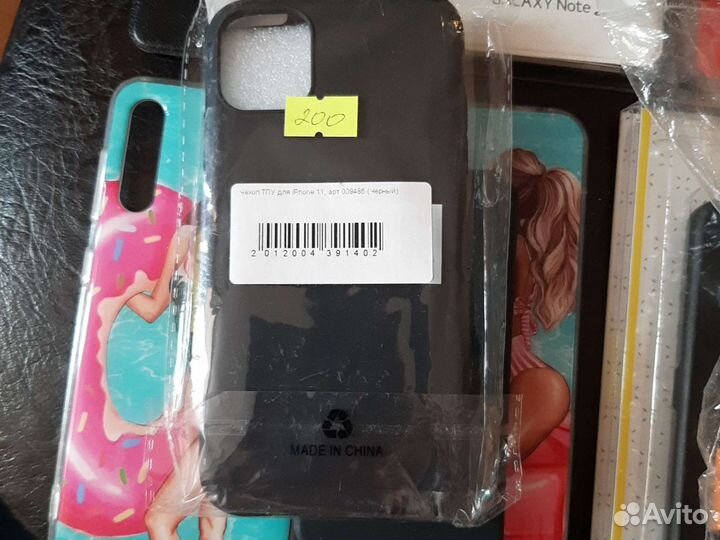 GALAXY Note
200
Чехол ТПУ для iPhone 11, арт.009486 (Черный)
2 012004 391402
MADE IN CHINA
Avito